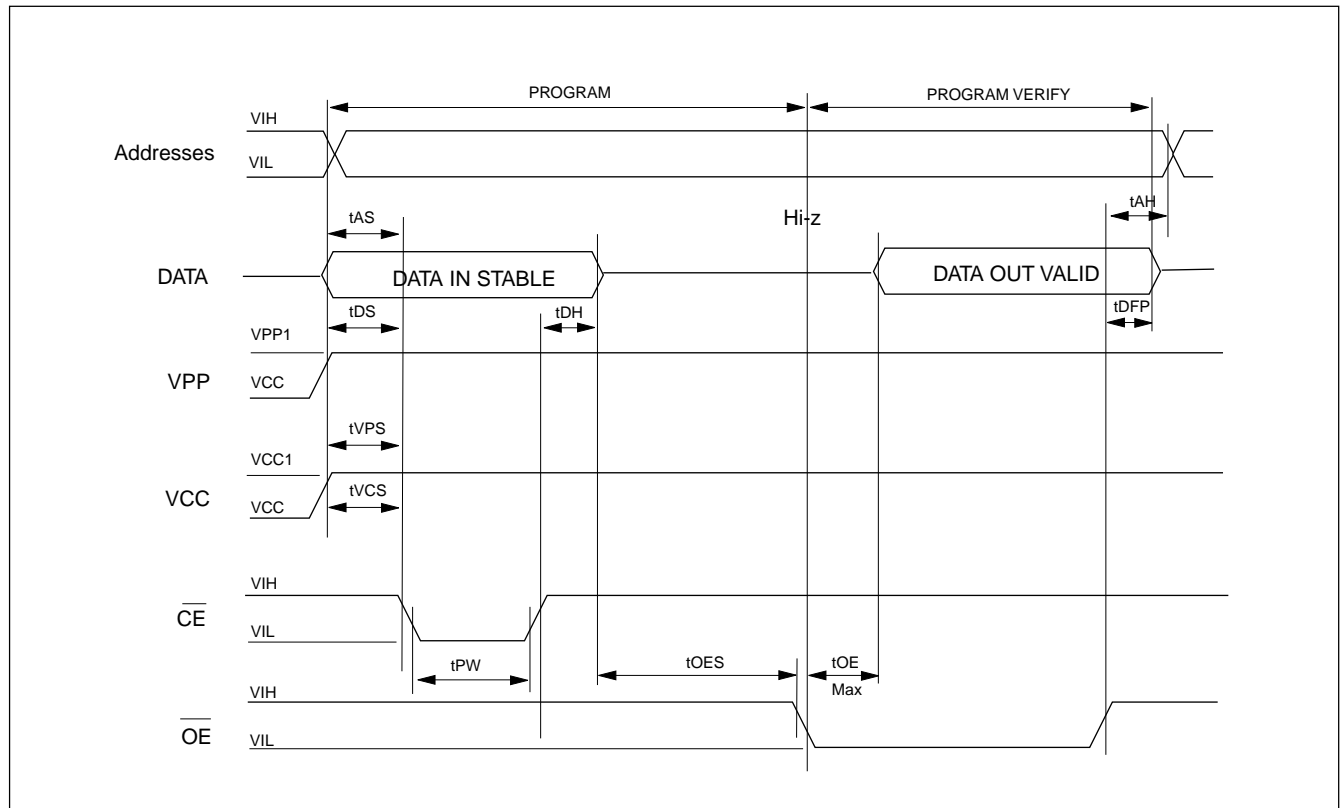 PROGRAM
PROGRAM VERIFY
VIH
Addresses
VIL
tAS
Hi-z
tAH
DATA
DATA IN STABLE
DATA OUT VALID
tDS
tDH
tDFP
VPP1
VPP
VCC
tVPS
VCC1
VCC
VCC
tVCS
VIH
CE
VIL
tPW
tOES
tOE
Max
VIH
OE
VIL